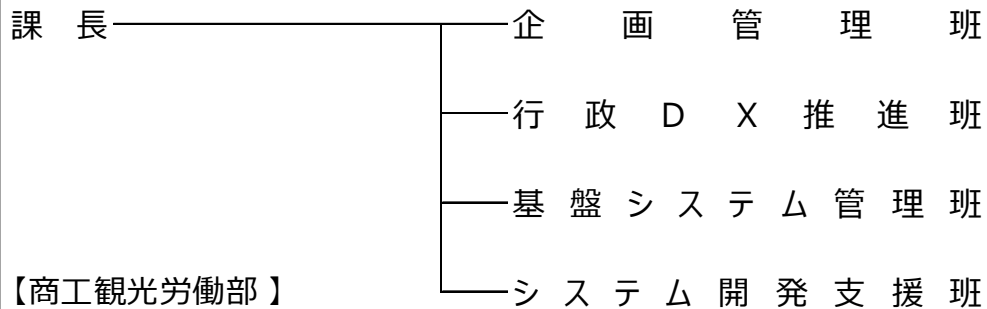 課 長 企 画 管 理 班
行 政 D X 推 進 班
基 盤 シ ス テ ム 管 理 班
【商工観光労働部 】 シ ス テ ム 開 発 支 援 班